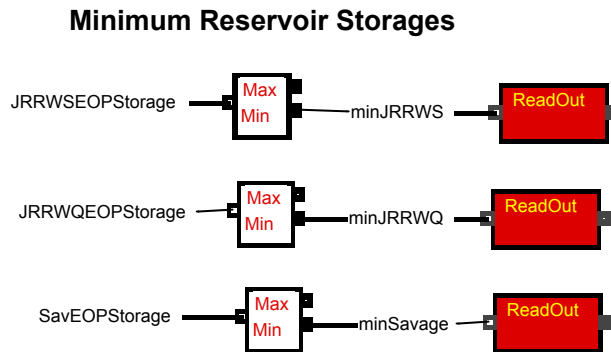 Minimum Reservoir Storages
JRRWSEOPStorage
Max
Min
minJRRWS
ReadOut
JRRWQEOPStorage
Max
Min
minJRRWQ
ReadOut
SavEOPStorage
Max
Min
minSavage
ReadOut